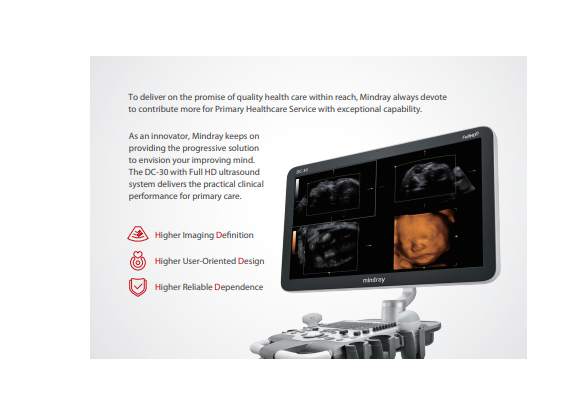 To deliver on the promise of quality health care within reach, Mindray always devote
to contribute more for Primary Healthcare Service with exceptional capability.
As an innovator, Mindray keeps on
providing the progressive solution
to envision your improving mind.
The DC-30 with Full HD ultrasound
system delivers the practical clinical
performance for primary care.
Higher Imaging Definition
Higher User-Oriented Design
Higher Reliable Dependence
DC-30
FullHD
mindray